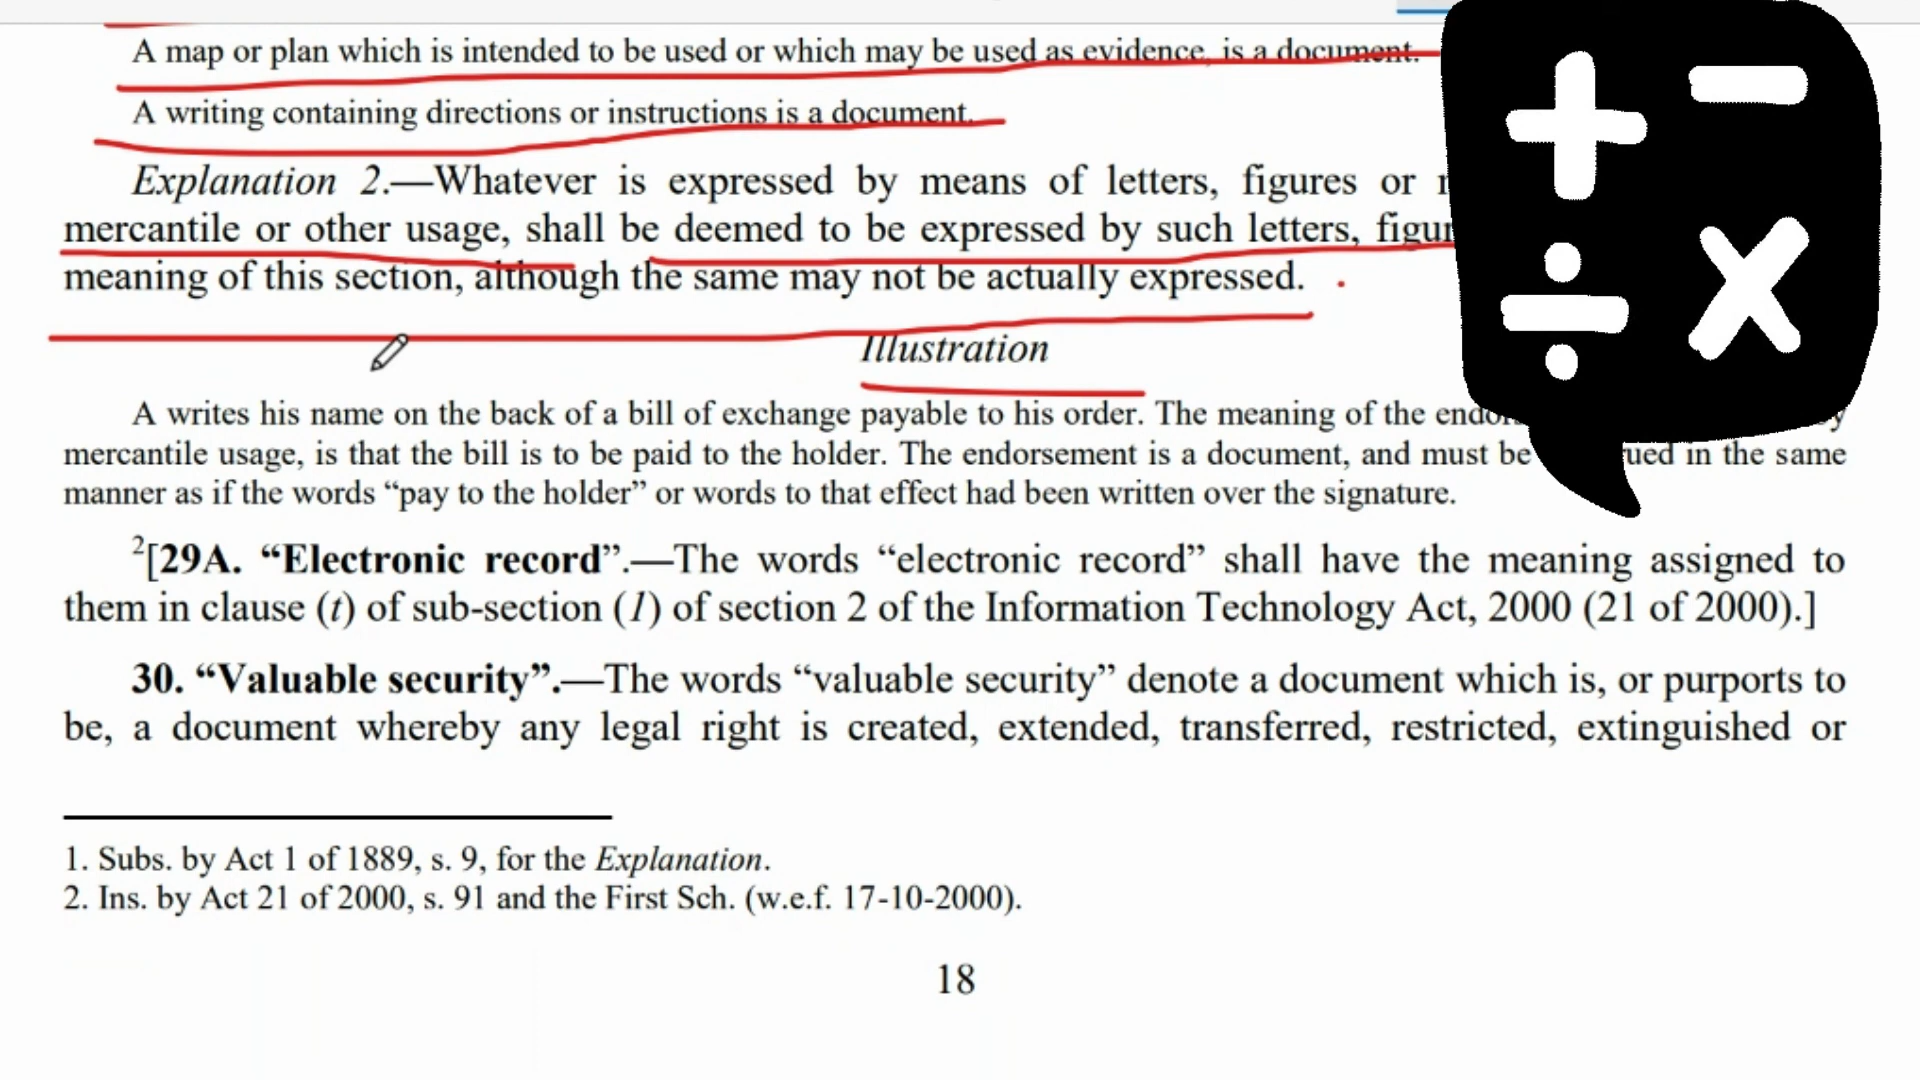 A map or plan which is intended to be used or which may be used as evidence, is a document.
A writing containing directions or instructions is a document.
Explanation 2.—Whatever is expressed by means of letters, figures or
mercantile or other usage, shall be deemed to be expressed by such letters,
meaning of this section, although the same may not be actually expressed.
Illustration
A writes his name on the back of a bill of exchange payable to his order. The meaning of the
mercantile usage, is that the bill is to be paid to the holder. The endorsement is a document, and must be in the same
manner as if the words “pay to the holder” or words to that effect had been written over the signature.
2[29A. “Electronic record”.—The words “electronic record” shall have the meaning assigned to
them in clause (t) of sub-section (1) of section 2 of the Information Technology Act, 2000 (21 of 2000).]
30. “Valuable security”.—The words “valuable security” denote a document which is, or purports to
be, a document whereby any legal right is created, extended, transferred, restricted, extinguished or
1. Subs. by Act 1 of 1889, s. 9, for the Explanation.
2. Ins. by Act 21 of 2000, s. 91 and the First Sch. (w.e.f. 17-10-2000).
18